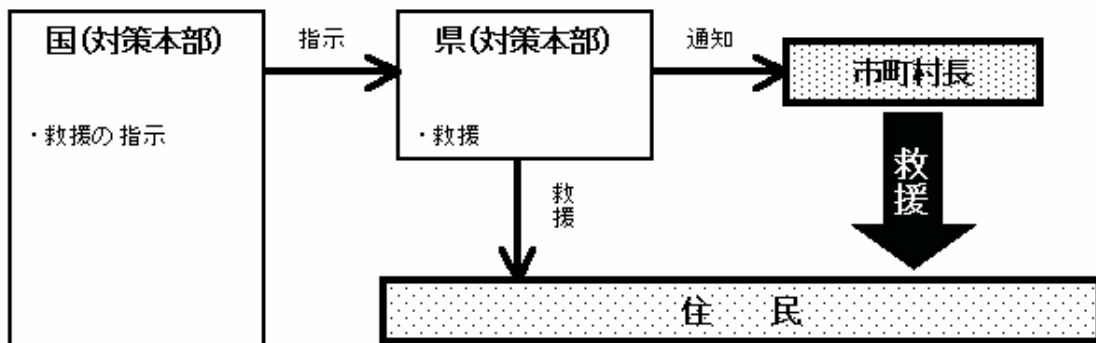 国(対策本部)
・救援の指示
指示
県(対策本部)
・救援
通知
市町村長
救援
救援
住 民